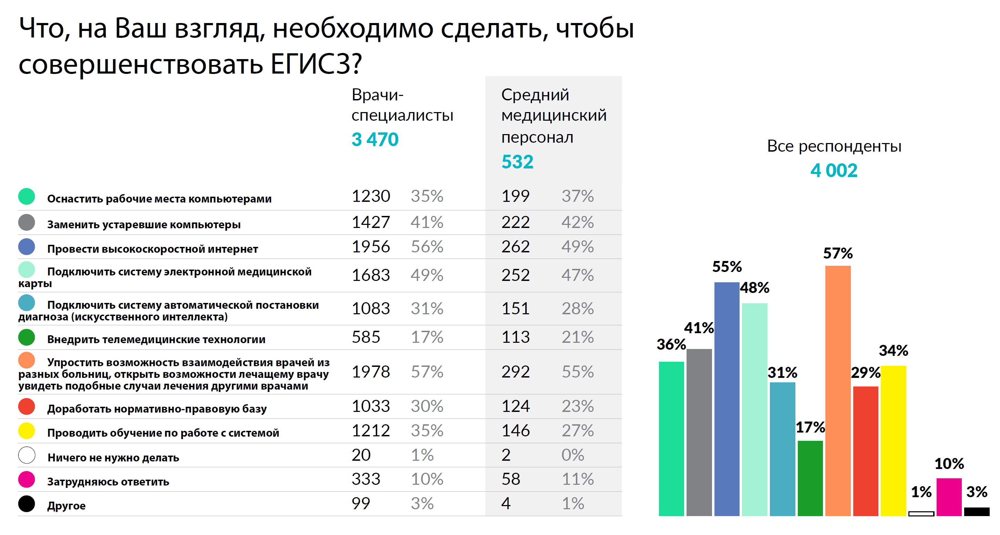 Что, на Ваш взгляд, необходимо сделать, чтобы
совершенствовать ЕГИСЗ?
Врачи-
специалисты
3 470
Средний
медицинский
персонал
532
Все респонденты
4 002
Оснастить рабочие места компьютерами 1230 35% 199 37%
Заменить устаревшие компьютеры 1427 41% 222 42%
Провести высокоскоростной интернет 1956 56% 262 49%
Подключить систему электронной медицинской
карты 1683 49% 252 47%
Подключить систему автоматической постановки
диагноза (искусственного интеллекта) 1083 31% 151 28%
Внедрить телемедицинские технологии 585 17% 113 21%
Упростить возможность взаимодействия врачей из
разных больниц, открыть возможности лечащему врачу 1978 57% 292 55%
увидеть подобные случаи лечения другими врачами
Доработать нормативно-правовую базу 1033 30% 124 23%
Проводить обучение по работе с системой 1212 35% 146 27%
Ничего не нужно делать 20 1% 2 0%
Затрудняюсь ответить 333 10% 58 11%
Другое 99 3% 4 1%
36%
41%
55%
48%
31%
17%
57%
29%
34%
1%
10%
3%